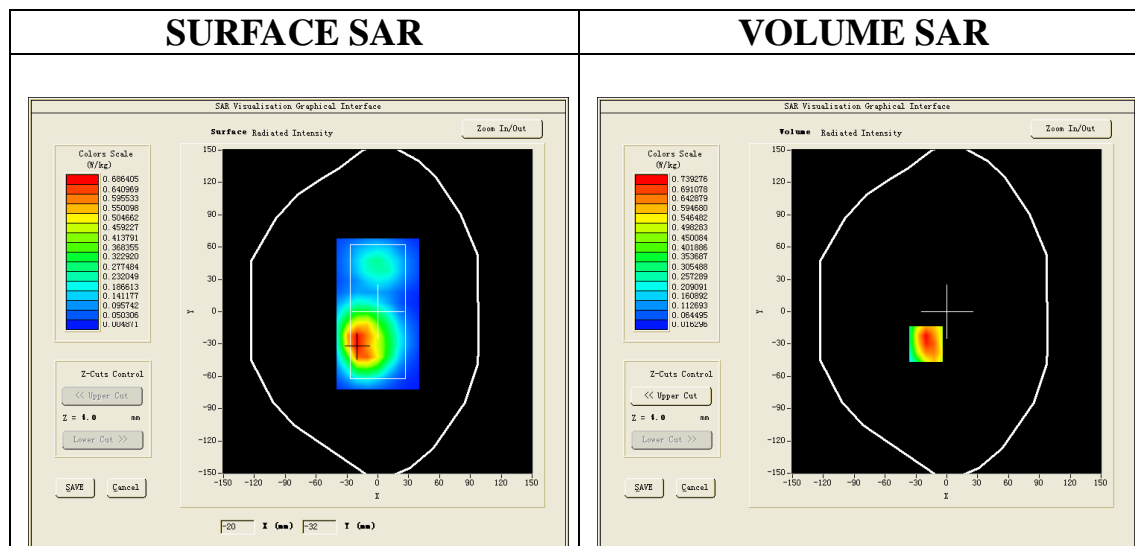 SURFACE SAR
VOLUME SAR
SAR Visualisation Graphical Interface
Surface Radiated Intensity
Zoom In/Out
Colors Scale
(W/kg)
0.686405
0.640969
0.595533
0.550098
0.504662
0.459227
0.413791
0.368355
0.322920
0.277484
0.232049
0.186613
0.141177
0.095742
0.050306
0.004871
150
120
90
60
30
0
-30
-60
-90
-120
-150
Y
-150 -120 -90 -60 -30 0 30 60 90 120 150
X
Z-Cuts Control
<< Upper Cut
Z = 4.0 mm
Lower Cut >>
SAVE
Cancel
-20 X (mm) -32 Y (mm)
SAR Visualisation Graphical Interface
Volume Radiated Intensity
Zoom In/Out
Colors Scale
(W/kg)
0.739276
0.691078
0.642879
0.594680
0.546482
0.498283
0.450084
0.401886
0.353687
0.305488
0.257289
0.209091
0.160892
0.112693
0.064495
0.016296
150
120
90
60
30
0
-30
-60
-90
-120
-150
Y
-150 -120 -90 -60 -30 0 30 60 90 120 150
X
Z-Cuts Control
<< Upper Cut
Z = 4.0 mm
Lower Cut >>
SAVE
Cancel